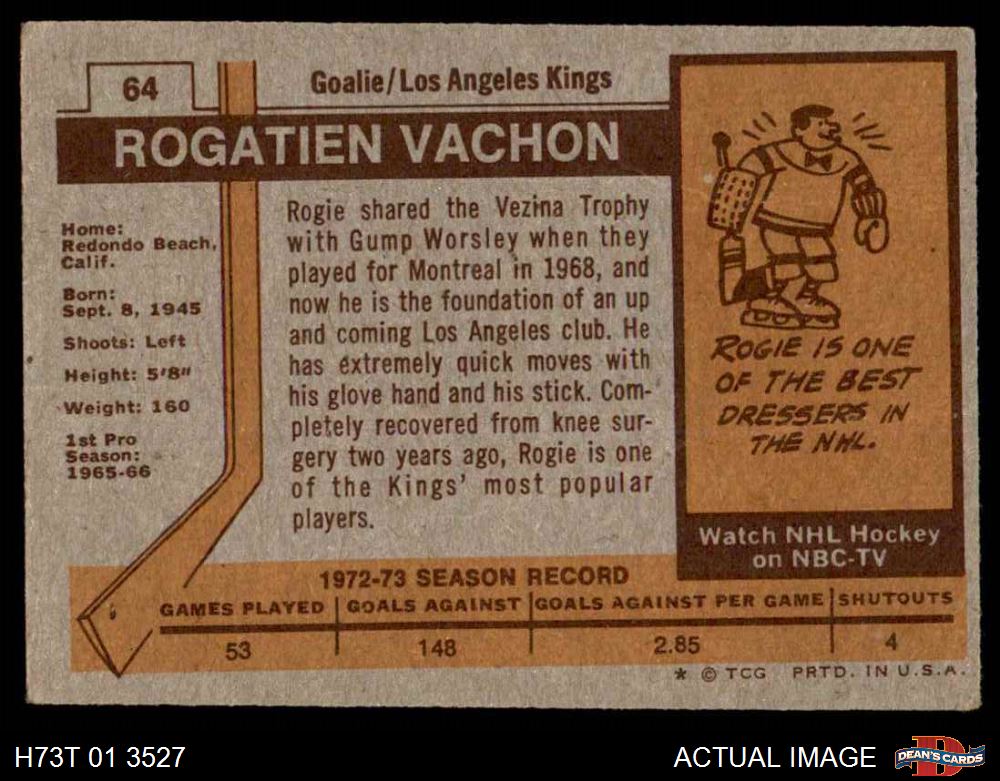 64
Goalie/Los Angeles Kings
ROGATIEN VACHON
Home:
Redondo Beach,
Calif.
Born:
Sept. 8, 1945
Shoots: Left
Height: 5'8"
Weight: 160
1st Pro
Season:
1965-66
Rogie shared the Vezina Trophy
with Gump Worsley when they
played for Montreal in 1968, and
now he is the foundation of an up
and coming Los Angeles club. He
has extremely quick moves with
his glove hand and his stick. Com-
pletely recovered from knee sur-
gery two years ago, Rogie is one
of the Kings' most popular
players.
ROGIE IS ONE
OF THE BEST
DRESSERS IN
THE NHL.
Watch NHL Hockey
on NBC-TV
1972-73 SEASON RECORD
GAMES PLAYED GOALS AGAINST GOALS AGAINST PER GAME SHUTOUTS
53 148 2.85 4
* © TCG PRTD. IN U.S.A.
H73T 01 3527
ACTUAL IMAGE
D
DEAN'S CARDS